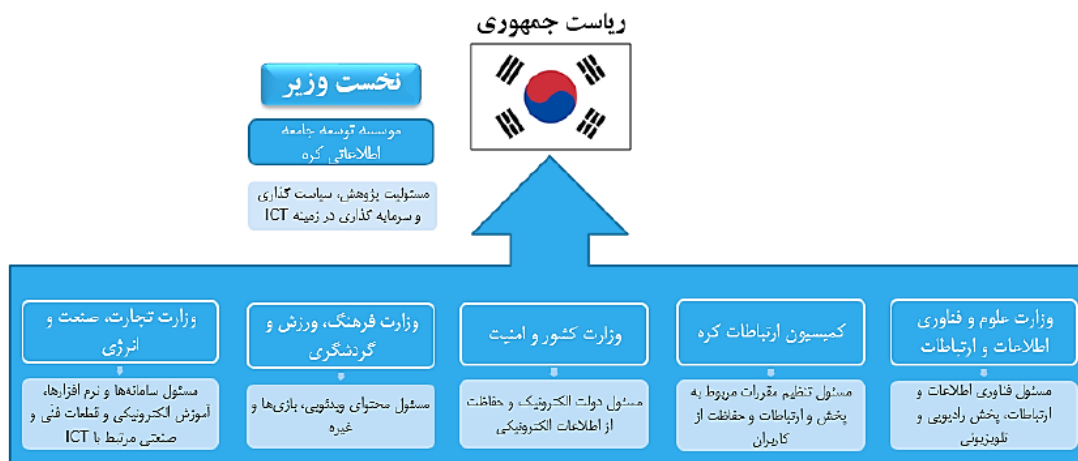 ریاست جمهوری
نخست وزیر
موسسه توسعه جامعه
اطلاعاتی کره
مسئولیت پژوهش، سیاست گذاری
و سرمایه گذاری در زمینه ICT
وزارت علوم و فناوری
اطلاعات و ارتباطات
مسئول فناوری اطلاعات و
ارتباطات، پخش رادیویی و
تلویزیونی
کمیسیون ارتباطات کره
مسئول تنظیم مقررات مربوط به
پخش و ارتباطات و حفاظت از
کاربران
وزارت کشور و امنیت
مسئول دولت الکترونیک و حفاظت
از اطلاعات الکترونیکی
وزارت فرهنگ، ورزش و
گردشگری
مسئول محتوای ویدئویی، بازی‌ها و
غیره
وزارت تجارت، صنعت و
انرژی
مسئول سامانه‌ها و نرم افزارها،
آموزش الکترونیکی و قطعات فنی و
صنعتی مرتبط با ICT